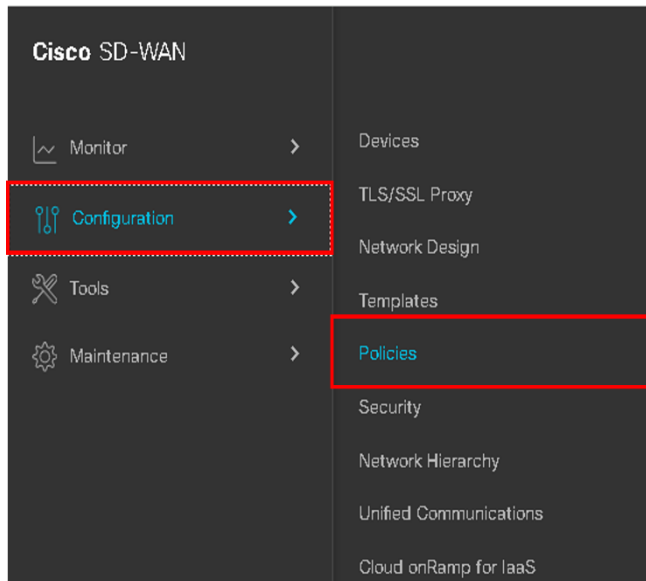 Cisco SD-WAN
Monitor
Configuration
Tools
Maintenance
Devices
TLS/SSL Proxy
Network Design
Templates
Policies
Security
Network Hierarchy
Unified Communications
Cloud onRamp for IaaS